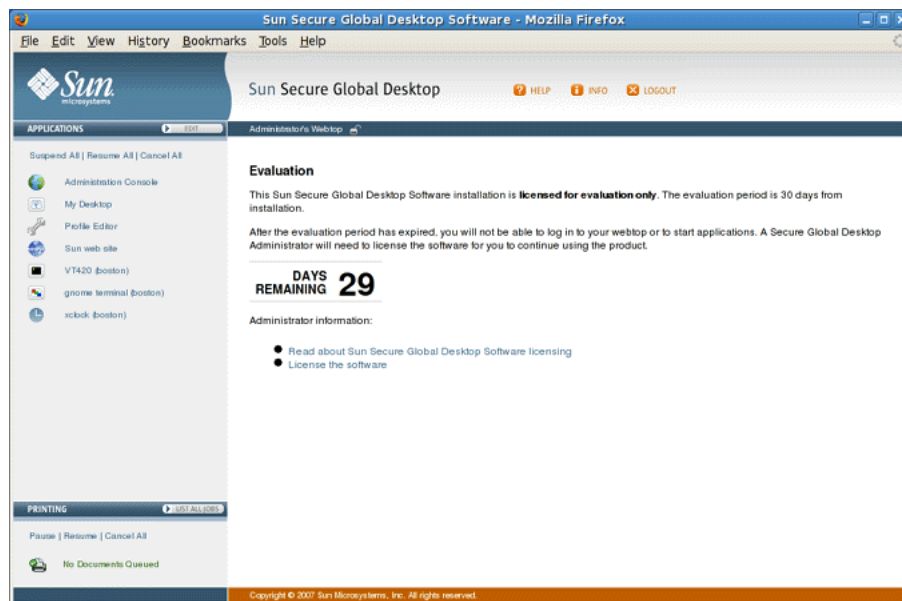 Sun Secure Global Desktop Software - Mozilla Firefox
File Edit View History Bookmarks Tools Help
Sun
microsystems
Sun Secure Global Desktop
? HELP i INFO X LOGOUT
APPLICATIONS EDIT
Administrator's Webtop
Suspend All | Resume All | Cancel All
Administration Console
My Desktop
Profile Editor
Sun web site
VT420 (boston)
gnome terminal (boston)
xclock (boston)
Evaluation
This Sun Secure Global Desktop Software installation is licensed for evaluation only. The evaluation period is 30 days from
installation.
After the evaluation period has expired, you will not be able to log in to your webtop or to start applications. A Secure Global Desktop
Administrator will need to license the software for you to continue using the product.
DAYS
REMAINING 29
Administrator information:
Read about Sun Secure Global Desktop Software licensing
License the software
PRINTING LIST ALL JOBS
Pause | Resume | Cancel All
No Documents Queued
Copyright © 2007 Sun Microsystems, Inc. All rights reserved.